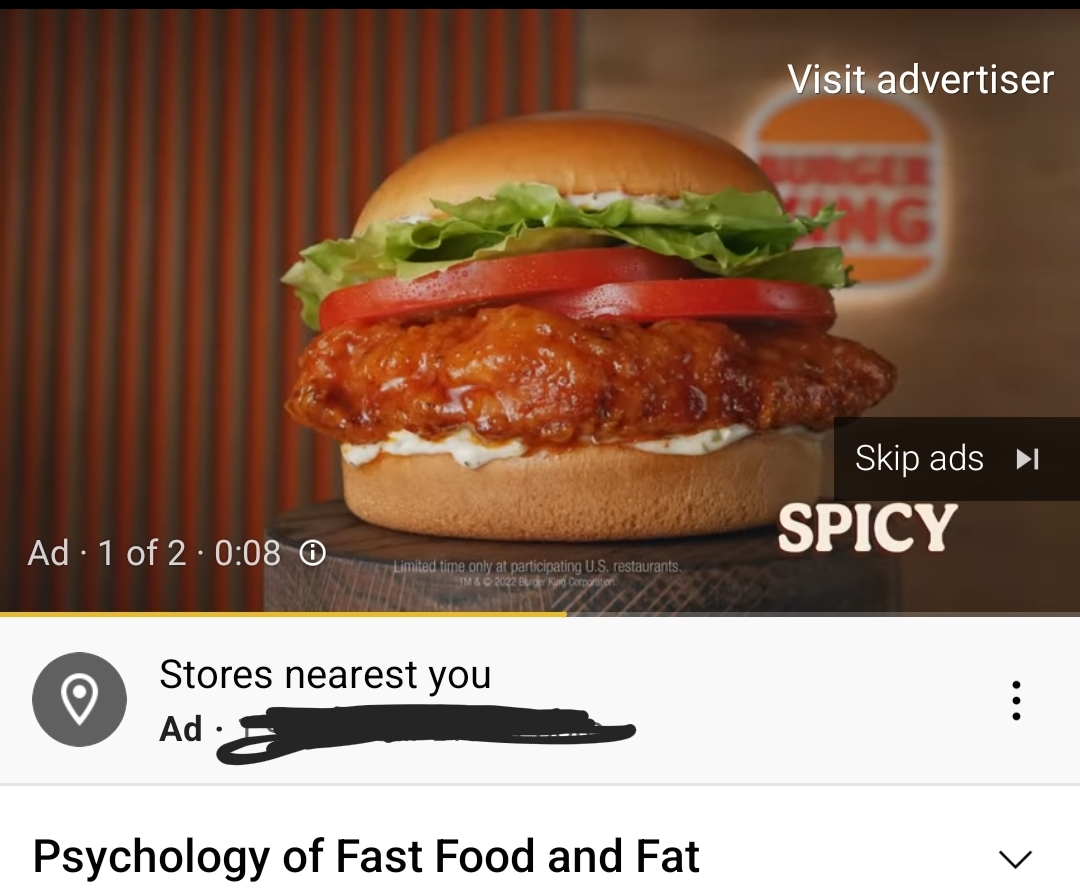 Visit advertiser
BURGER
KING
Skip ads
SPICY
Ad · 1 of 2 · 0:08
Limited time only at participating U.S. restaurants.
TM & © 2022 Burger King Corporation.
Stores nearest you
Ad ·
Psychology of Fast Food and Fat